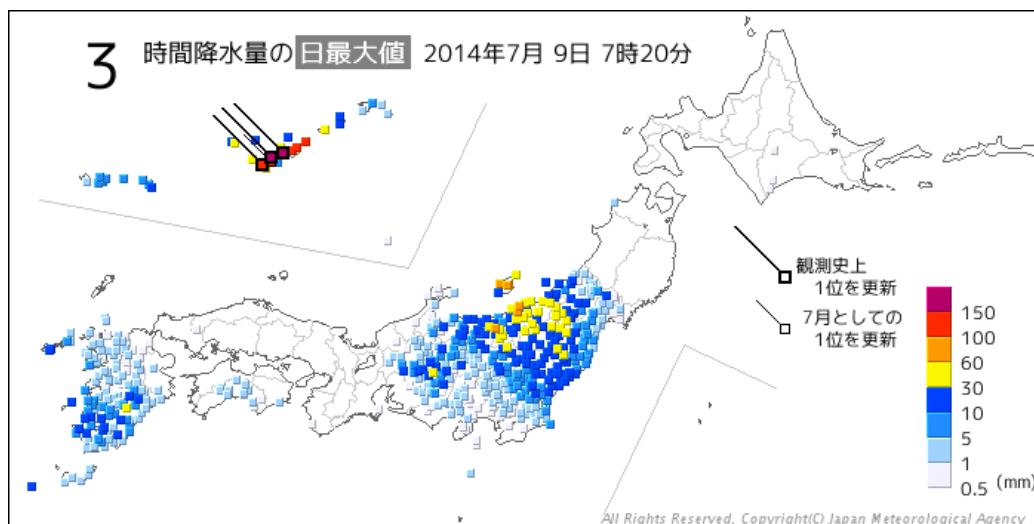 3 時間降水量の 日最大値 2014年7月 9日 7時20分
観測史上
1位を更新
7月としての
1位を更新
150
100
60
30
10
5
1
0.5 (mm)
All Rights Reserved. Copyright(C) Japan Meteorological Agency